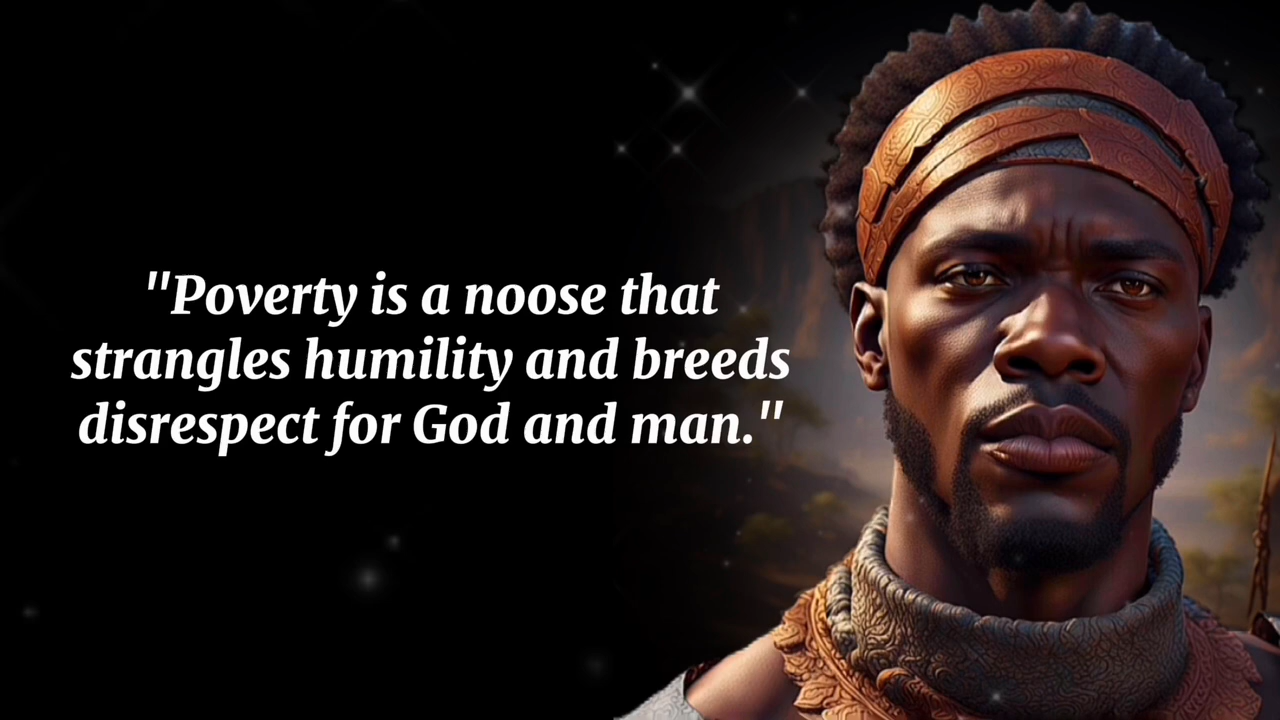 "Poverty is a noose that
strangles humility and breeds
disrespect for God and man."